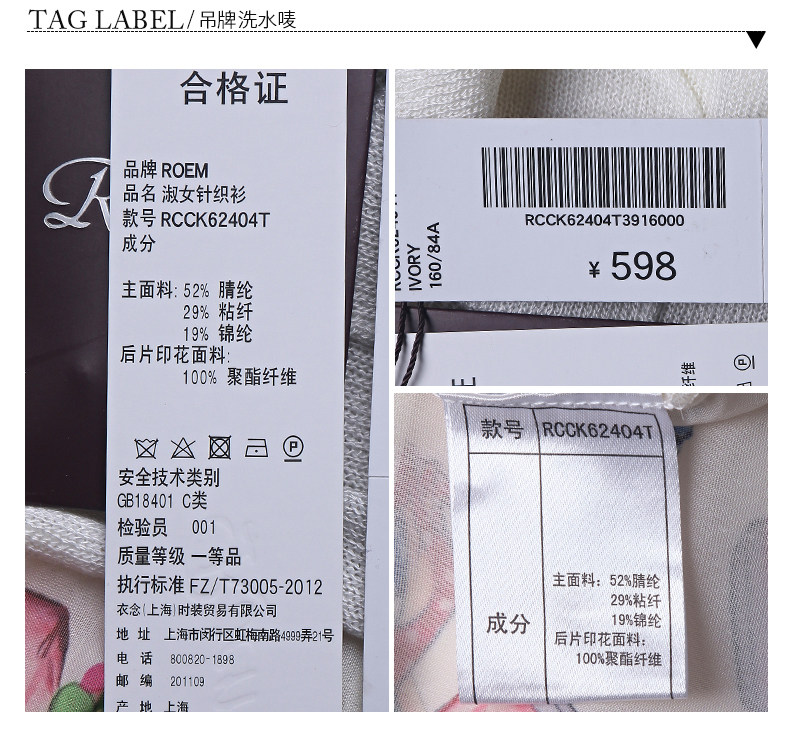 TAG LABEL/吊牌洗水唛
合格证
品牌 ROEM
品名 淑女针织衫
款号 RCCK62404T
成分
主面料: 52% 腈纶
29% 粘纤
19% 锦纶
后片印花面料:
100% 聚酯纤维
P
安全技术类别
GB18401 C类
检验员 001
质量等级 一等品
执行标准 FZ/T73005-2012
衣念(上海)时装贸易有限公司
地 址 上海市闵行区虹梅南路4999弄21号
电 话 800820-1898
邮 编 201109
产 地 上海
RCCK62404T3916000
¥ 598
IVORY
160/84A
纤维
P
款号 RCCK62404T
成分
主面料: 52%腈纶
29%粘纤
19%锦纶
后片印花面料:
100%聚酯纤维